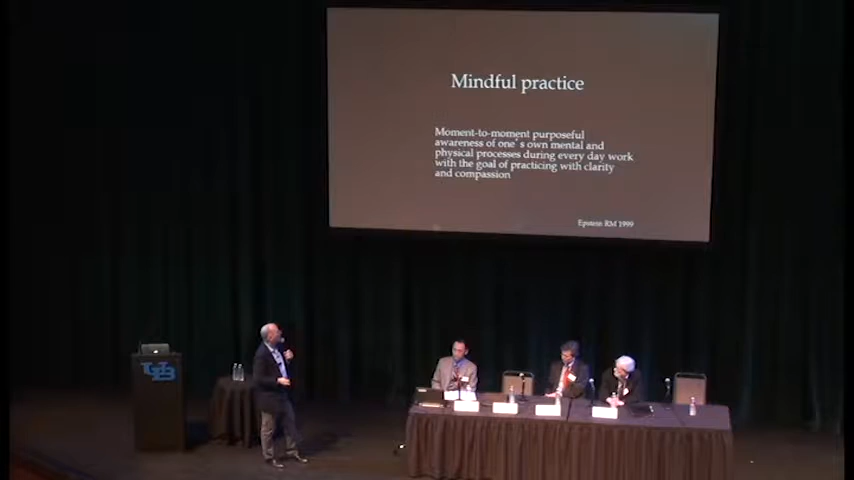 Mindful practice
Moment-to-moment purposeful
awareness of one's own mental and
physical processes during every day work
with the goal of practicing with clarity
and compassion
Epstein RM 1999
UB